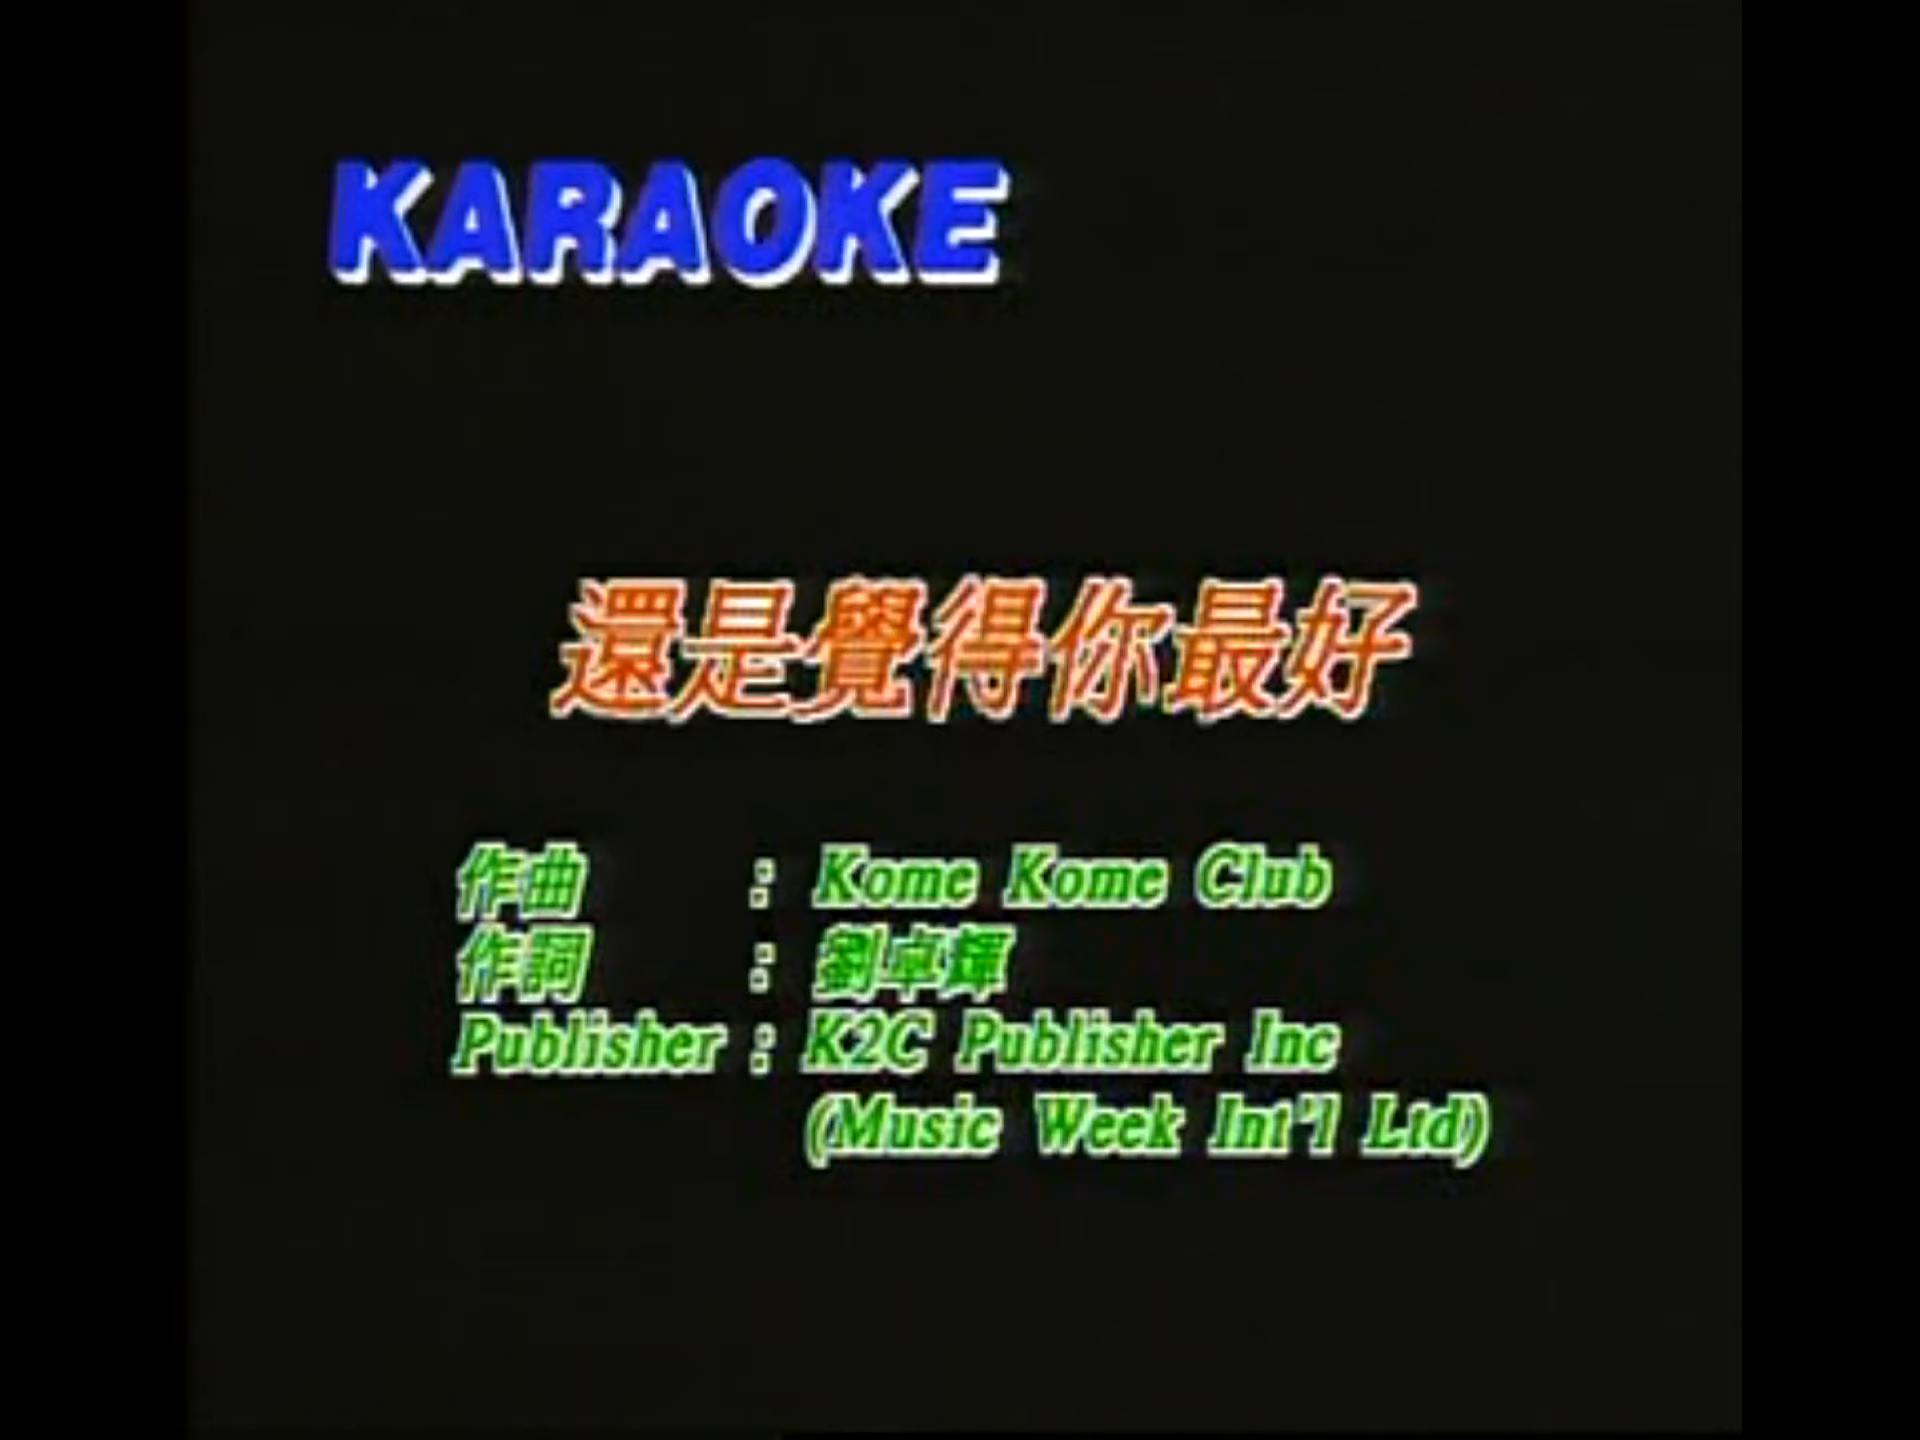 KARAOKE
還是覺得你最好
作曲 : Kome Kome Club
作詞 : 劉卓輝
Publisher : K2C Publisher Inc
(Music Week Int'l Ltd)